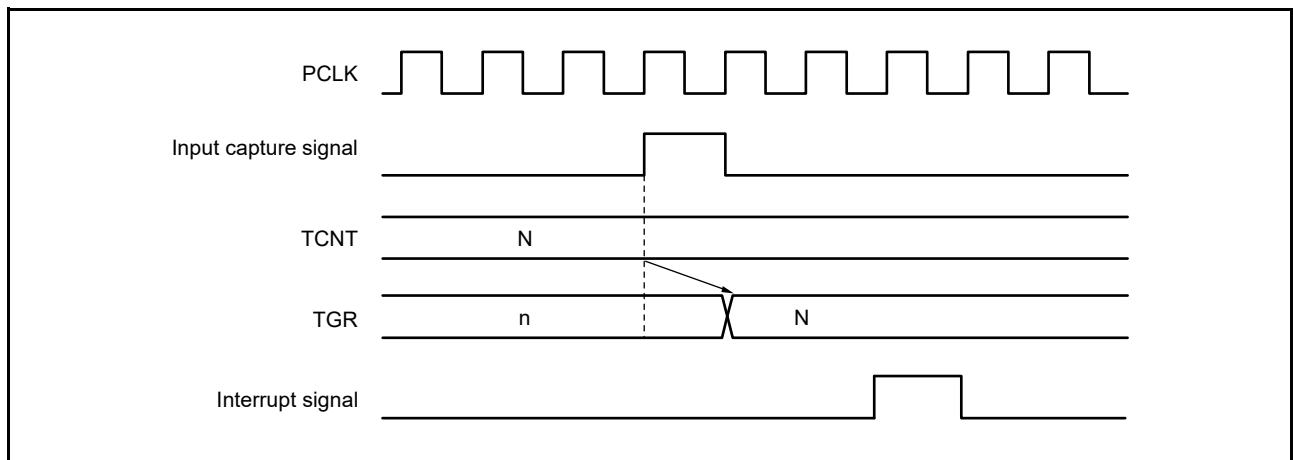 PCLK
Input capture signal
TCNT
N
TGR
n
N
Interrupt signal